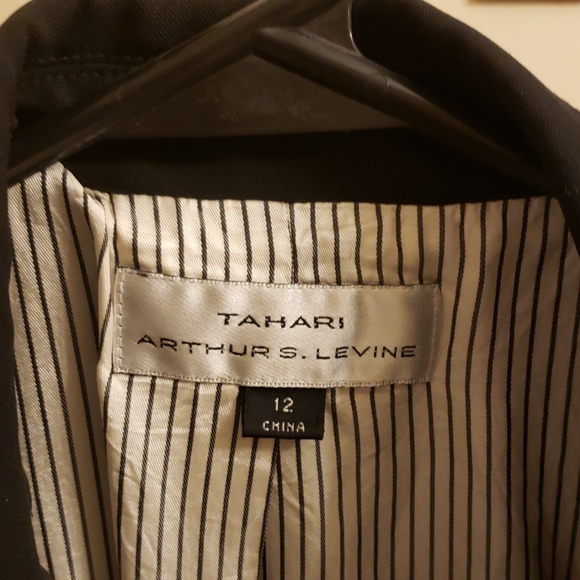 TAHARI
ARTHUR S. LEVINE
12
CHINA